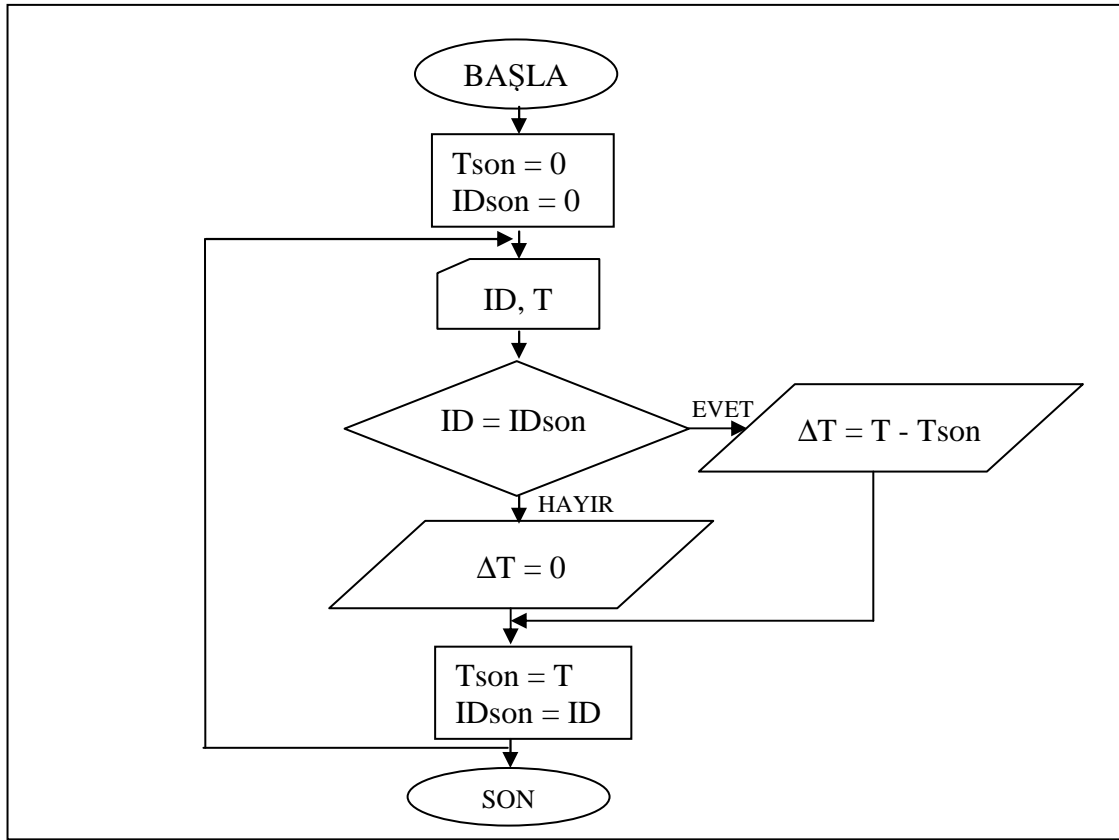 BAŞLA
Tson = 0
IDson = 0
ID, T
ID = IDson
EVET
ΔT = T - Tson
HAYIR
ΔT = 0
Tson = T
IDson = ID
SON